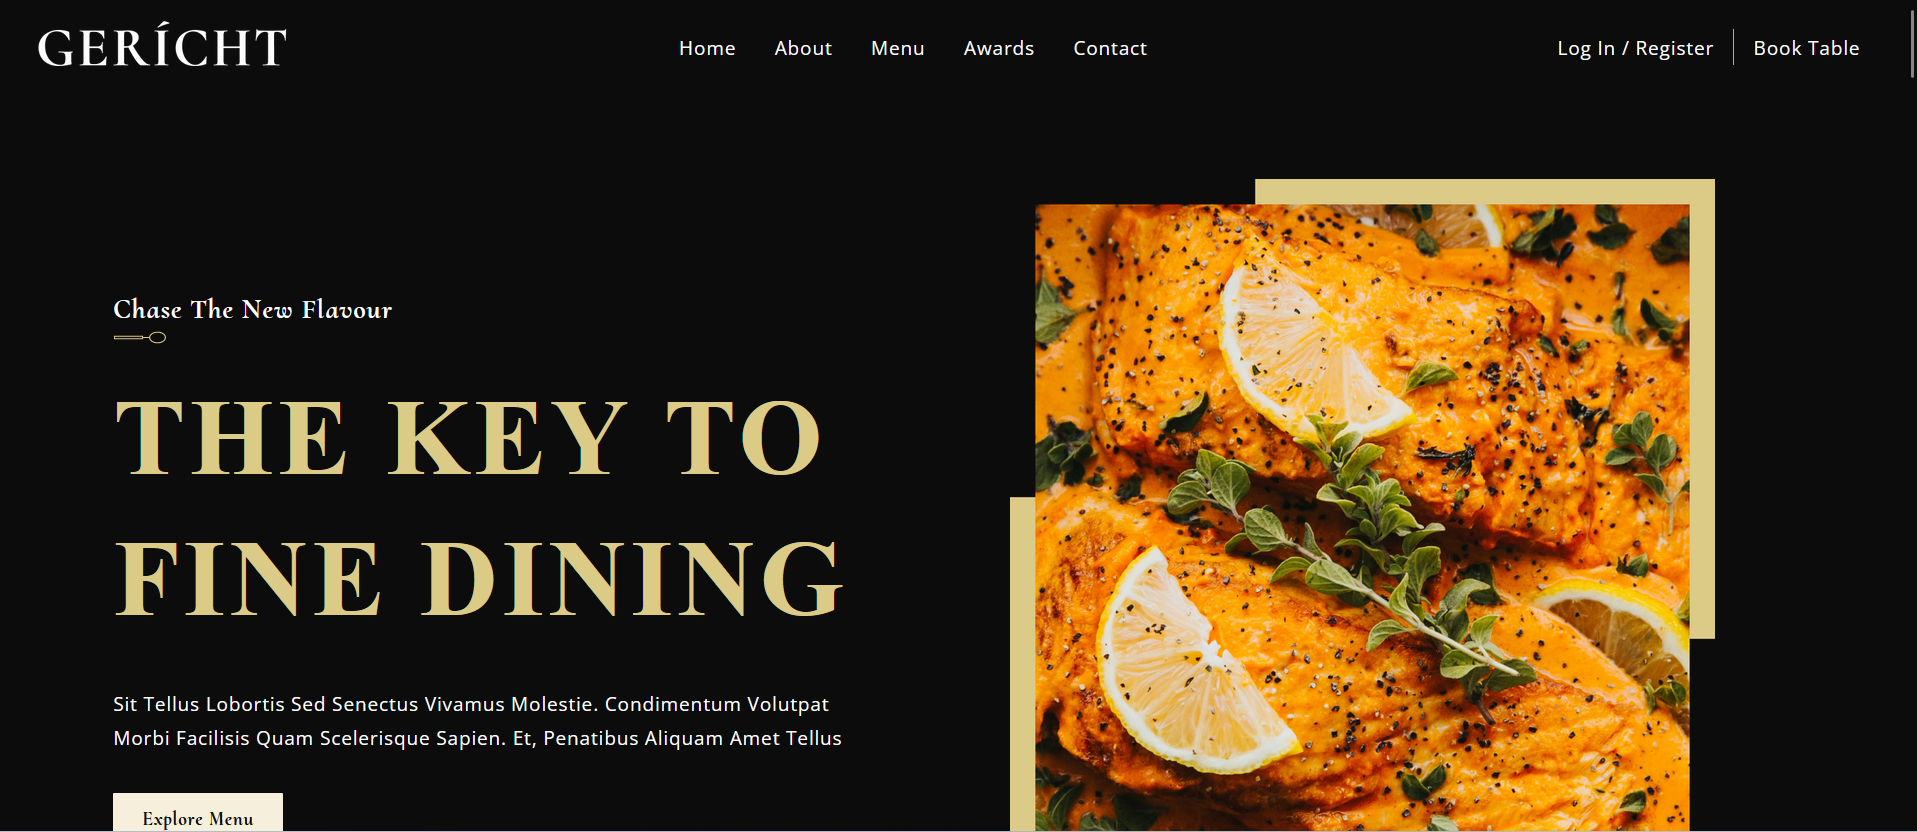 GERÍCHT
Home About Menu Awards Contact
Log In / Register Book Table
Chase The New Flavour
THE KEY TO
FINE DINING
Sit Tellus Lobortis Sed Senectus Vivamus Molestie. Condimentum Volutpat
Morbi Facilisis Quam Scelerisque Sapien. Et, Penatibus Aliquam Amet Tellus
Explore Menu